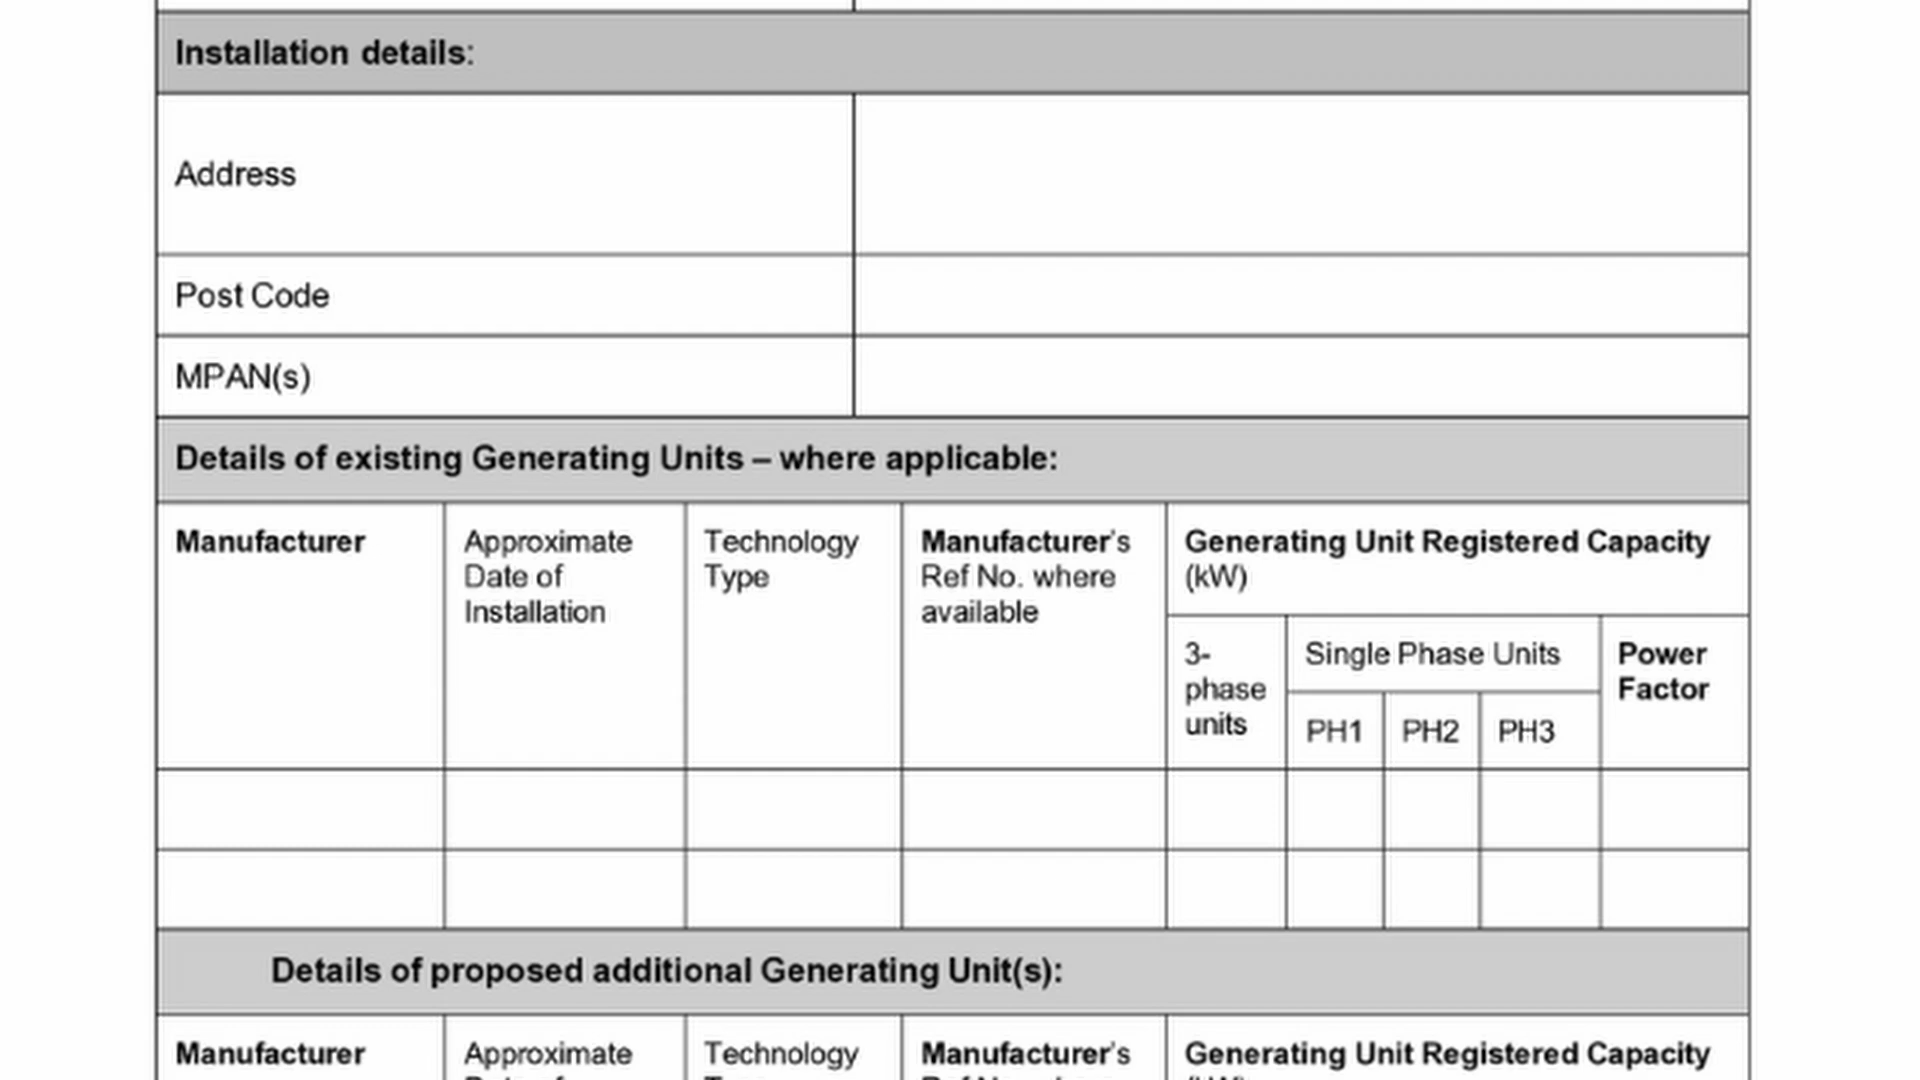 Installation details:
Address
Post Code
MPAN(s)
Details of existing Generating Units – where applicable:
Manufacturer
Approximate
Date of
Installation
Technology
Type
Manufacturer's
Ref No. where
available
Generating Unit Registered Capacity
(kW)
3-
phase
units
Single Phase Units
PH1
PH2
PH3
Power
Factor
Details of proposed additional Generating Unit(s):
Manufacturer
Approximate
Technology
Manufacturer's
Generating Unit Registered Capacity